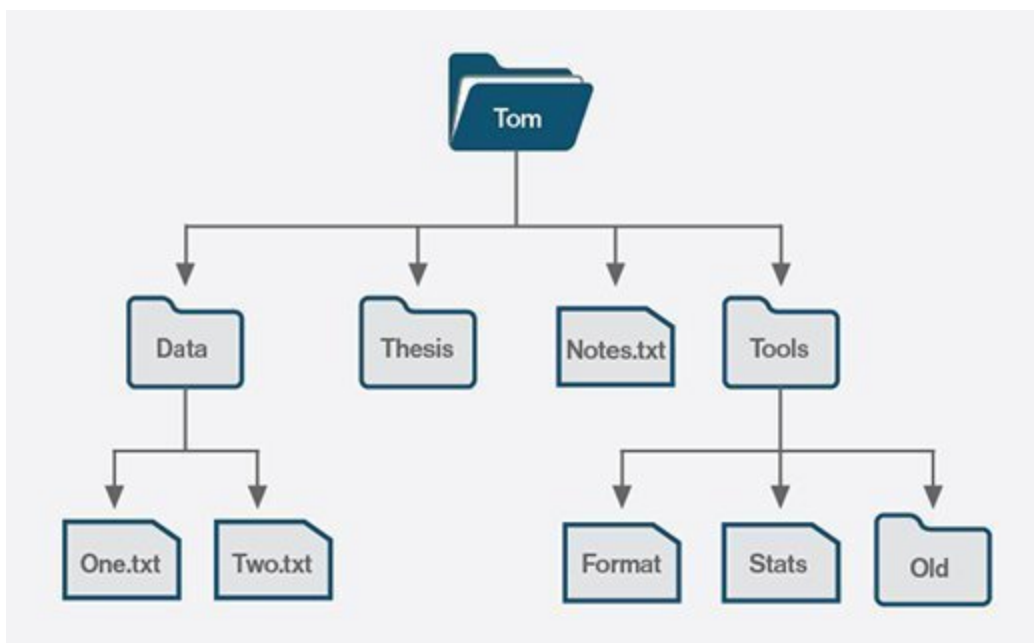 Tom
Data
Thesis
Notes.txt
Tools
One.txt
Two.txt
Format
Stats
Old